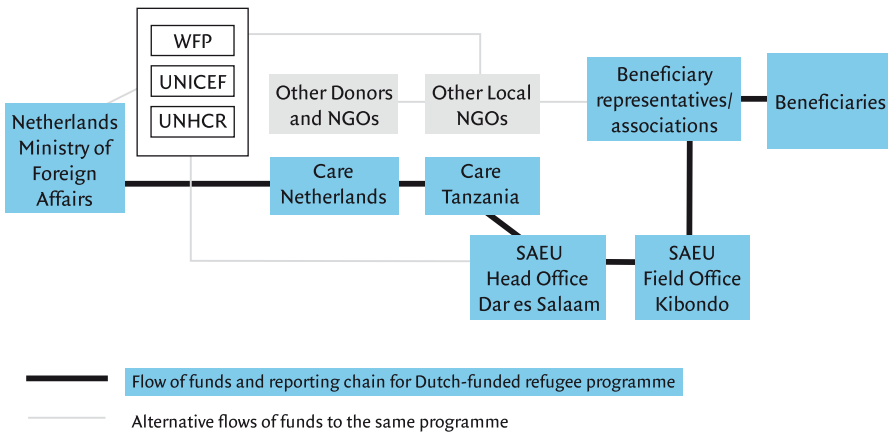 WFP
UNICEF
UNHCR
Netherlands
Ministry of
Foreign
Affairs
Other Donors
and NGOs
Other Local
NGOs
Beneficiary
representatives/
associations
Beneficiaries
Care
Netherlands
Care
Tanzania
SAEU
Head Office
Dar es Salaam
SAEU
Field Office
Kibondo
Flow of funds and reporting chain for Dutch-funded refugee programme
Alternative flows of funds to the same programme